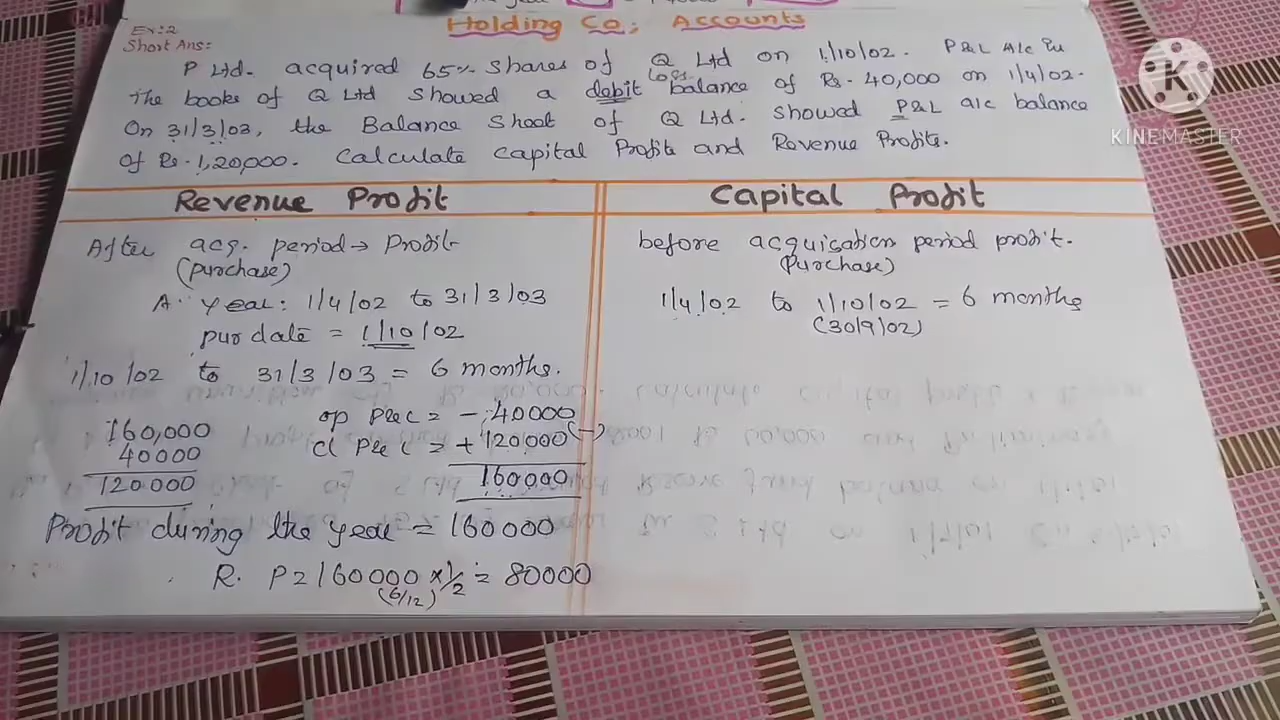 Holding Co; Accounts
Ex:2
Short Ans:
P Ltd. acquired 65% shares of Q Ltd on 1/10/02. P&L A/c in
loss
the books of Q Ltd showed a debit balance of Rs. 40,000 on 1/4/02.
On 31/3/03, the Balance Sheet of Q Ltd. showed P&L a/c balance
of Rs. 1,20,000. Calculate Capital Profits and Revenue Profits.
KINEMASTER
Revenue Profit
After acq. period → Profit
(purchase)
A. year: 1/4/02 to 31/3/03
pur date = 1/10/02
1/10/02 to 31/3/03 = 6 months.
op P&L = - 40000
160,000
Cl P&L = + 120000 (-)
40000
120000
160000
Profit during the year = 160000
R. P = 160000 x 1/2 = 80000
(6/12)
Capital Profit
before acquisation period profit.
(Purchase)
1/4/02 to 1/10/02 = 6 months
(30/9/02)